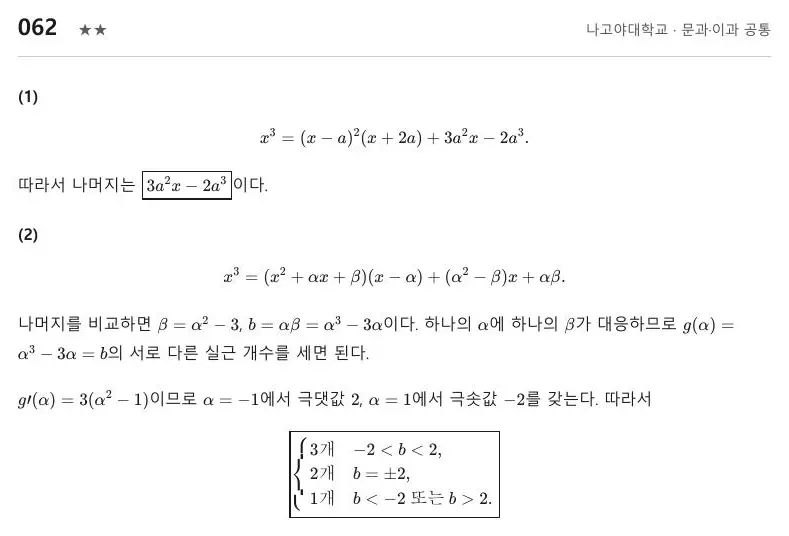 062 ★★ 나고야대학교 · 문과·이과 공통
(1)
x³ = (x − a)²(x + 2a) + 3a²x − 2a³.
따라서 나머지는 3a²x − 2a³이다.
(2)
x³ = (x² + αx + β)(x − α) + (α² − β)x + αβ.
나머지를 비교하면 β = α² − 3, b = αβ = α³ − 3α이다. 하나의 α에 하나의 β가 대응하므로 g(α) =
α³ − 3α = b의 서로 다른 실근 개수를 세면 된다.
g′(α) = 3(α² − 1)이므로 α = −1에서 극댓값 2, α = 1에서 극솟값 −2를 갖는다. 따라서
3개 −2 < b < 2,
2개 b = ±2,
1개 b < −2 또는 b > 2.